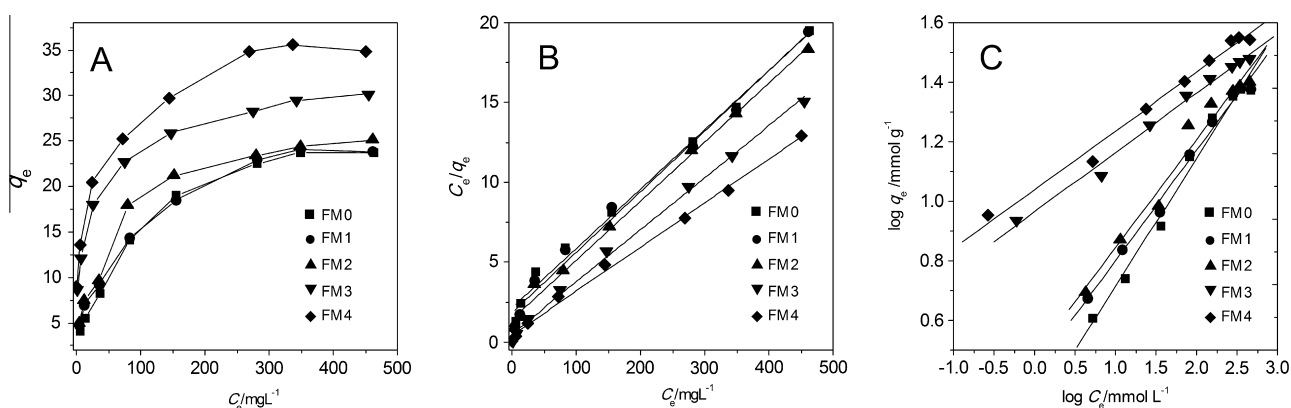 A
35
30
25
20
15
10
5
qe
0 100 200 300 400 500
Ce/mgL-1
FM0
FM1
FM2
FM3
FM4
B
20
15
10
5
0
Ce/qe
0 100 200 300 400 500
Ce/mgL-1
FM0
FM1
FM2
FM3
FM4
C
1.6
1.4
1.2
1.0
0.8
0.6
log qe/mmol g-1
-1.0 -0.5 0.0 0.5 1.0 1.5 2.0 2.5 3.0
log Ce/mmol L-1
FM0
FM1
FM2
FM3
FM4